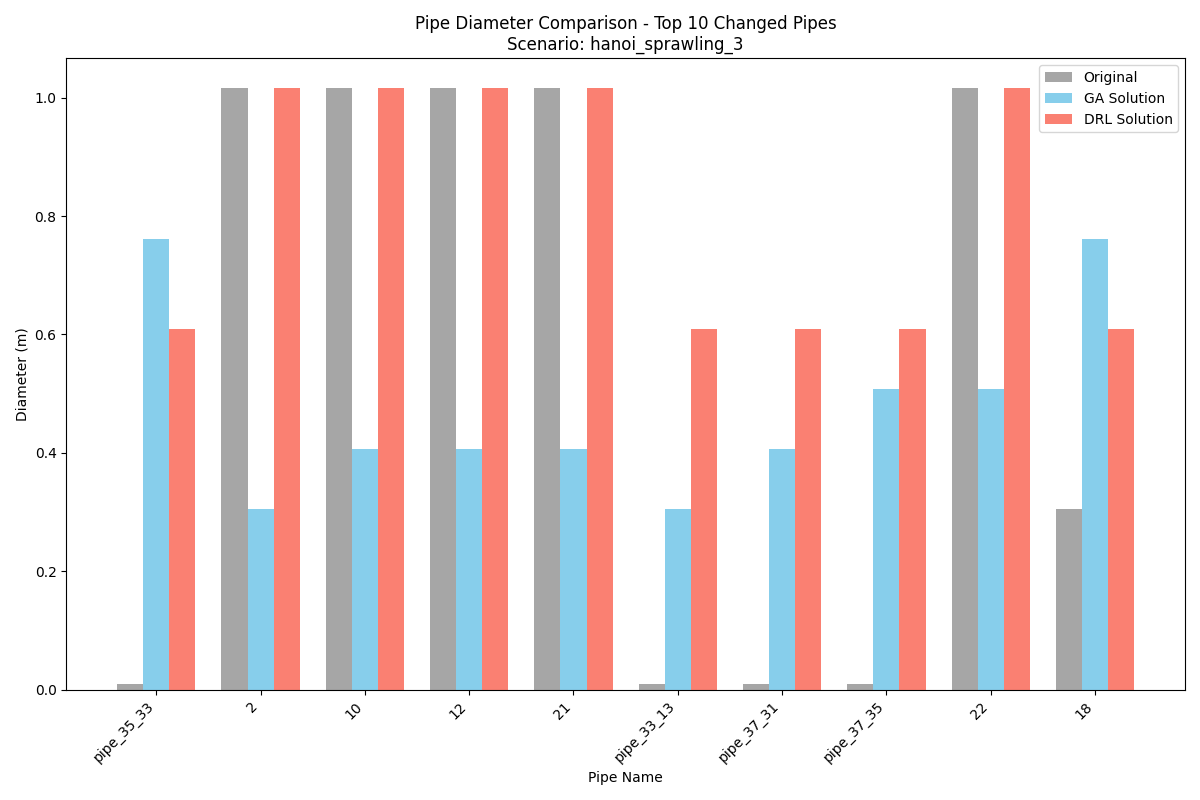 Pipe Diameter Comparison - Top 10 Changed Pipes
Scenario: hanoi_sprawling_3
Original
GA Solution
DRL Solution
Diameter (m)
1.0
0.8
0.6
0.4
0.2
0.0
pipe_35_33
2
10
12
21
pipe_33_13
pipe_37_31
pipe_37_35
22
18
Pipe Name